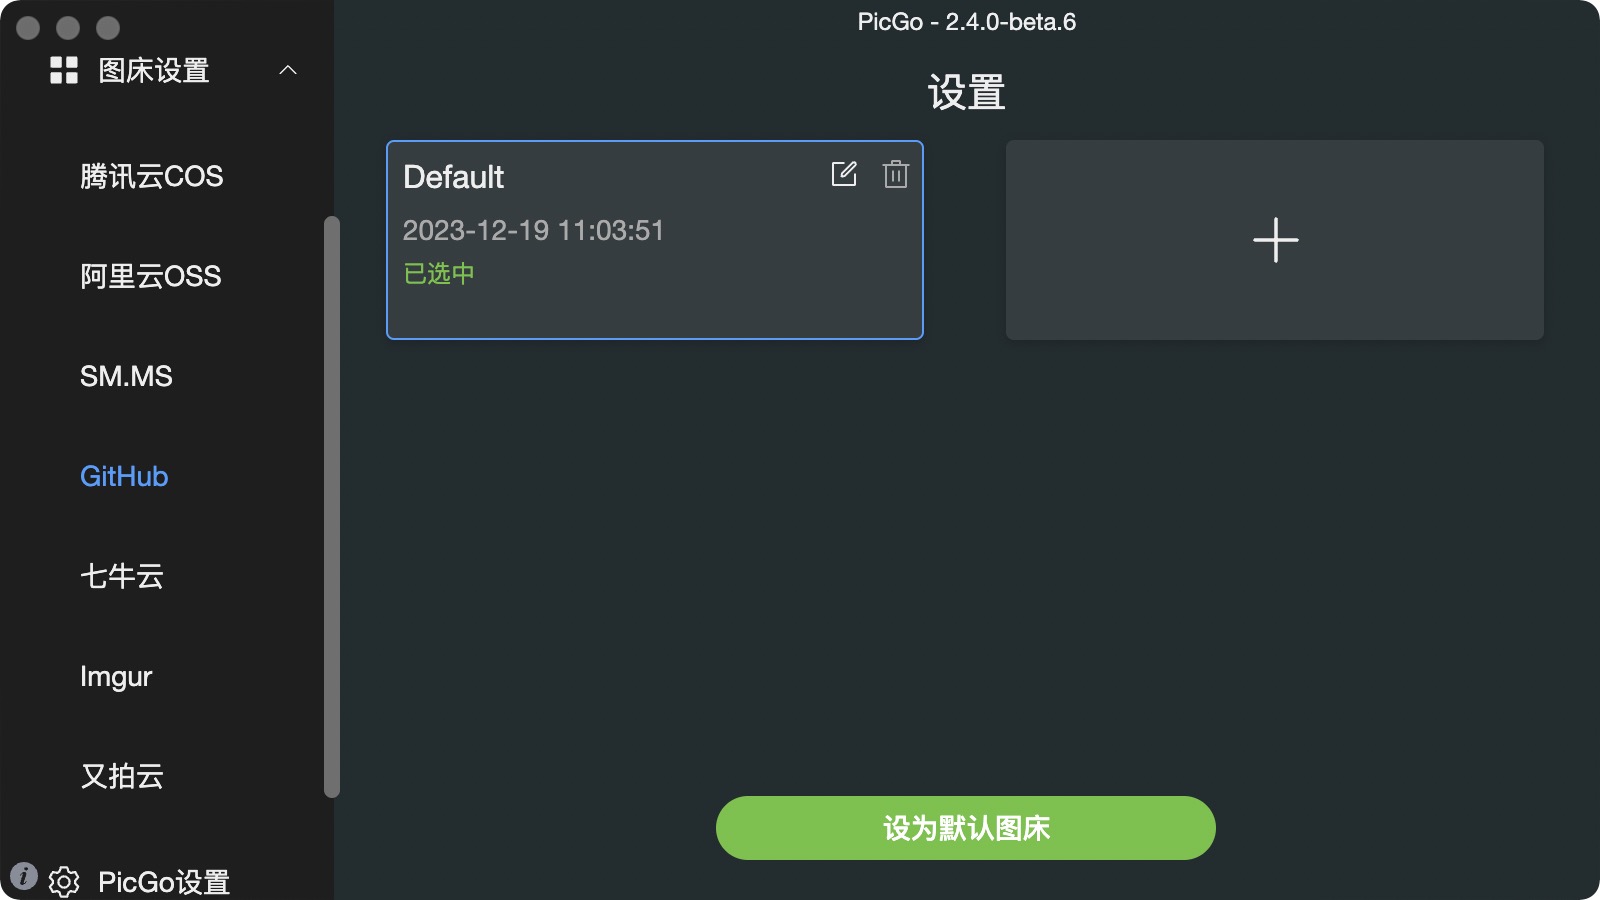 PicGo - 2.4.0-beta.6
图床设置
腾讯云COS
阿里云OSS
SM.MS
GitHub
七牛云
Imgur
又拍云
PicGo设置
设置
Default
2023-12-19 11:03:51
已选中
设为默认图床